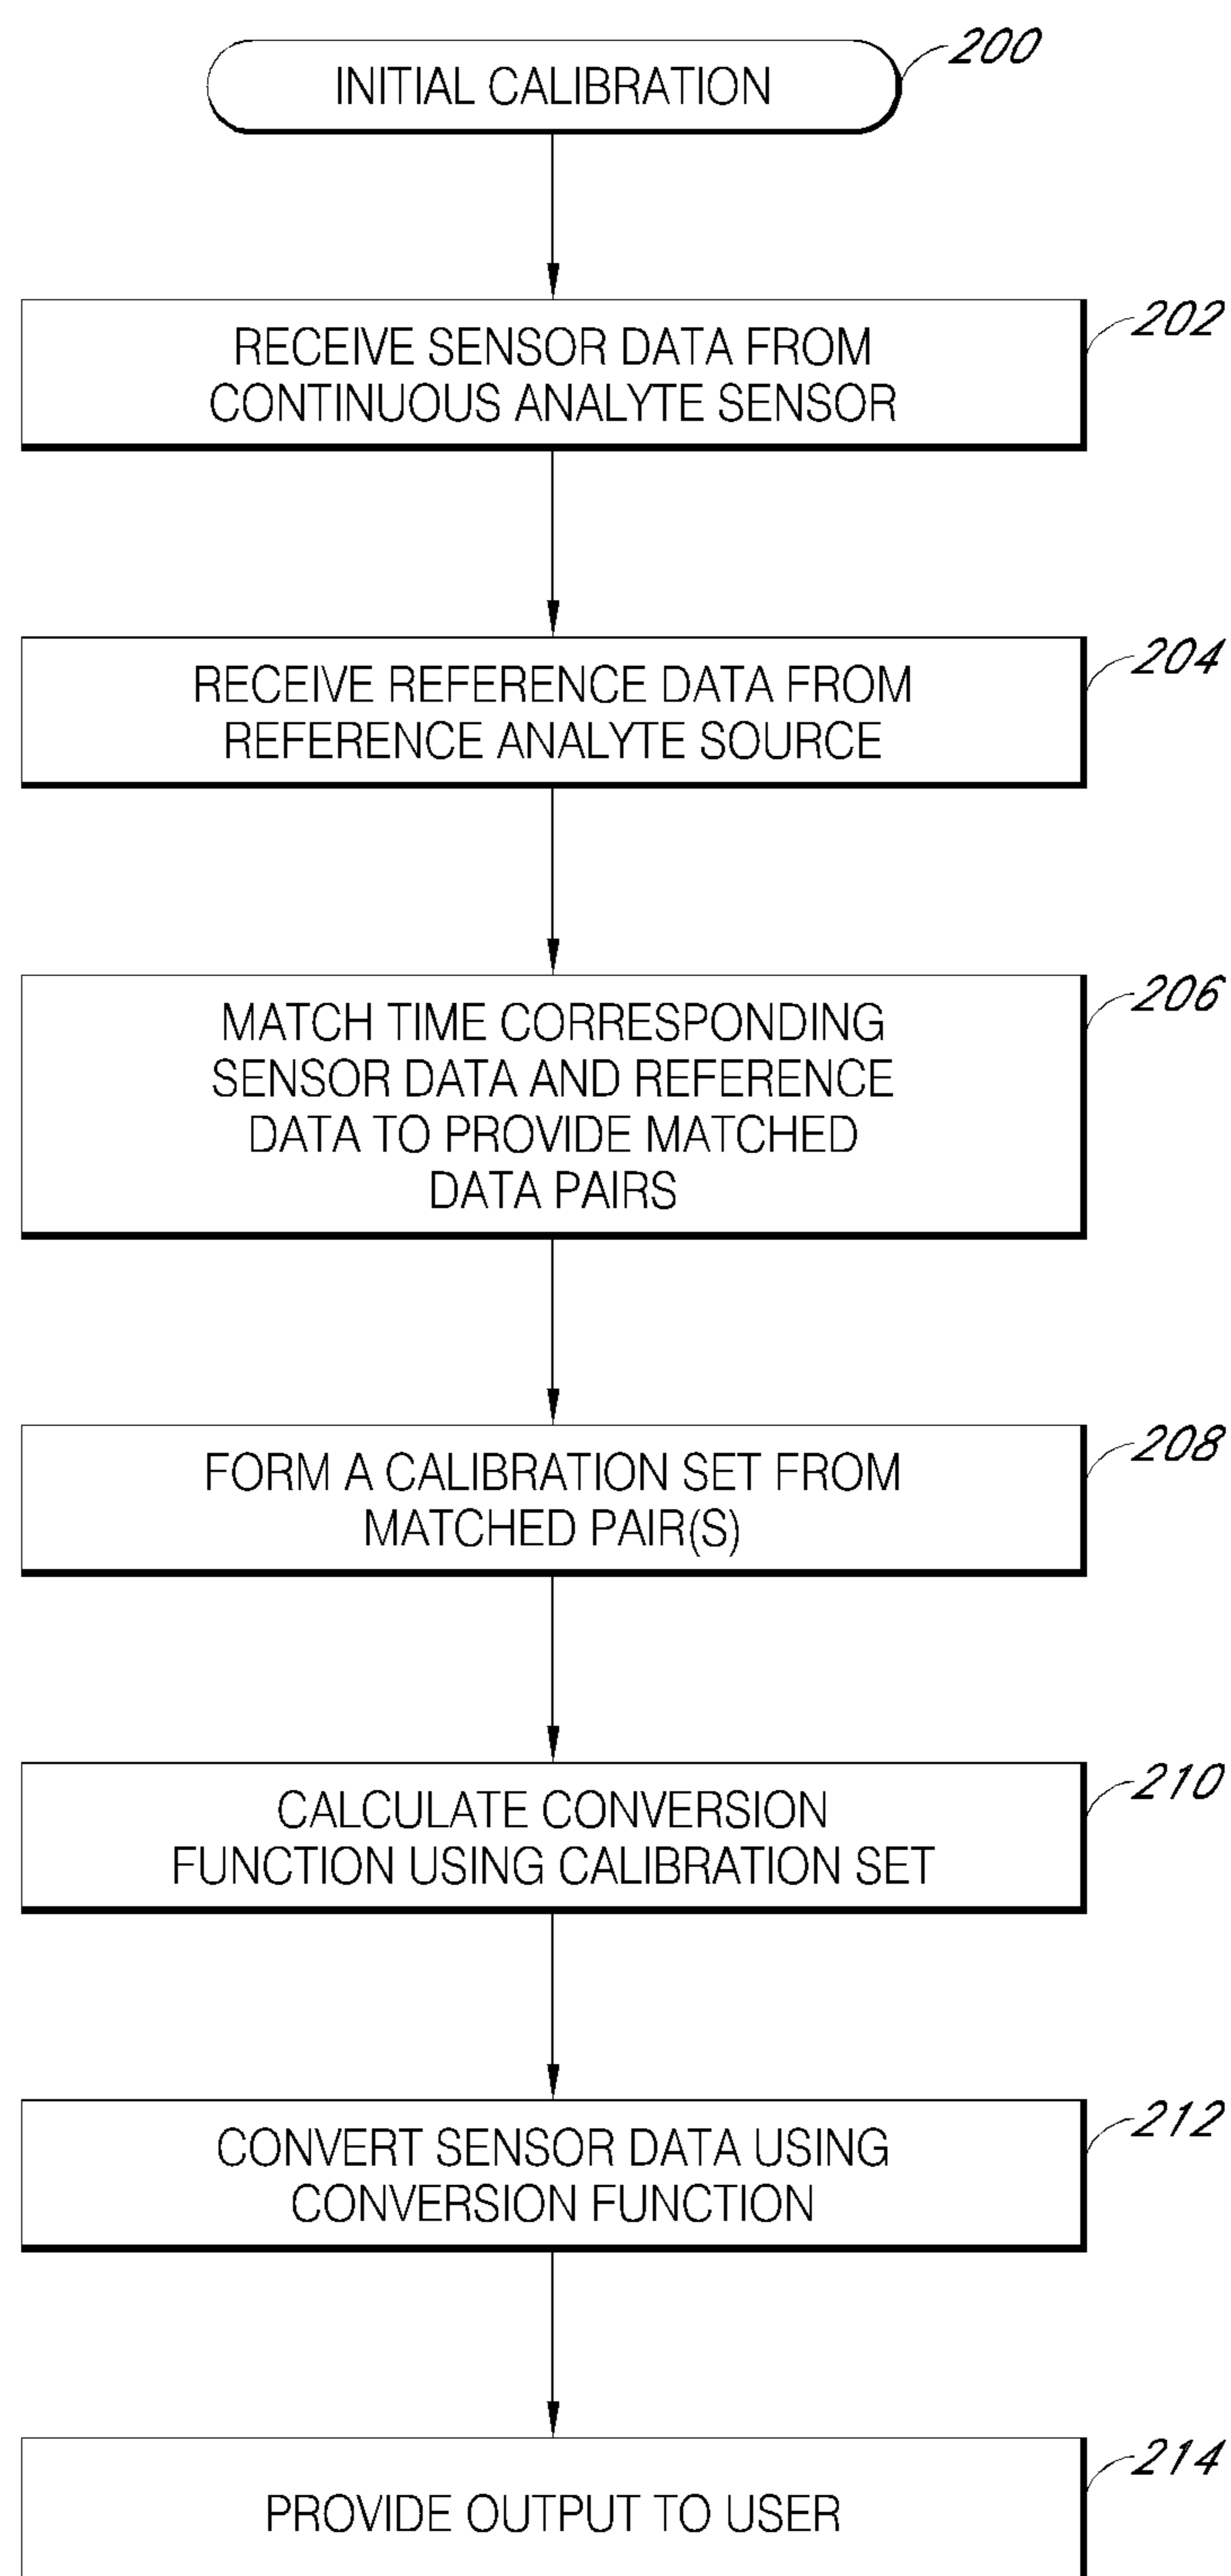 INITIAL CALIBRATION
200
RECEIVE SENSOR DATA FROM
CONTINUOUS ANALYTE SENSOR
202
RECEIVE REFERENCE DATA FROM
REFERENCE ANALYTE SOURCE
204
MATCH TIME CORRESPONDING
SENSOR DATA AND REFERENCE
DATA TO PROVIDE MATCHED
DATA PAIRS
206
FORM A CALIBRATION SET FROM
MATCHED PAIR(S)
208
CALCULATE CONVERSION
FUNCTION USING CALIBRATION SET
210
CONVERT SENSOR DATA USING
CONVERSION FUNCTION
212
PROVIDE OUTPUT TO USER
214